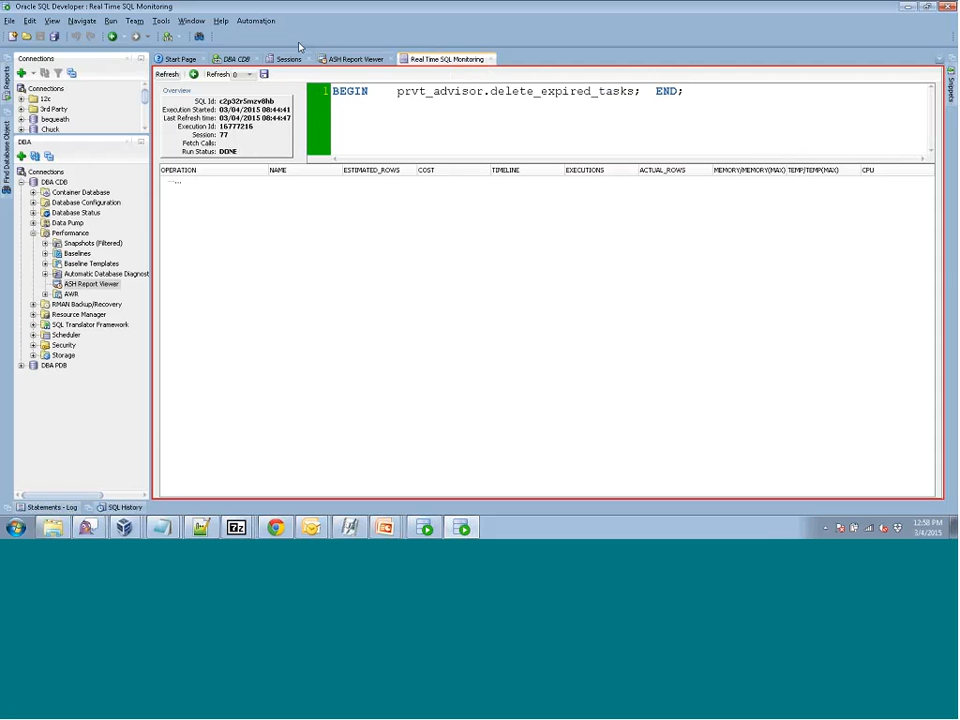 Oracle SQL Developer : Real Time SQL Monitoring
File Edit View Navigate Run Team Tools Window Help Automation
Start Page DBA CDB Sessions ASH Report Viewer Real Time SQL Monitoring
Connections
Connections
12c
3rd Party
bequeath
Chuck
DBA
Connections
DBA CDB
Container Database
Database Configuration
Database Status
Data Pump
Performance
Snapshots (Filtered)
Baselines
Baseline Templates
Automatic Database Diagnost
ASH Report Viewer
AWR
RMAN Backup/Recovery
Resource Manager
SQL Translator Framework
Scheduler
Security
Storage
DBA PDB
Reports
Find Database Object
Refresh Refresh 0
Overview
SQL Id: c2p32r5mzv8hb
Execution Started: 03/04/2015 08:44:41
Last Refresh time: 03/04/2015 08:44:47
Execution Id: 16777216
Session: 77
Fetch Calls:
Run Status: DONE
1 BEGIN prvt_advisor.delete_expired_tasks; END;
OPERATION NAME ESTIMATED_ROWS COST TIMELINE EXECUTIONS ACTUAL_ROWS MEMORY/MEMORY(MAX) TEMP/TEMP(MAX) CPU
...
Snippets
Statements - Log SQL History
7z
12:58 PM
3/4/2015